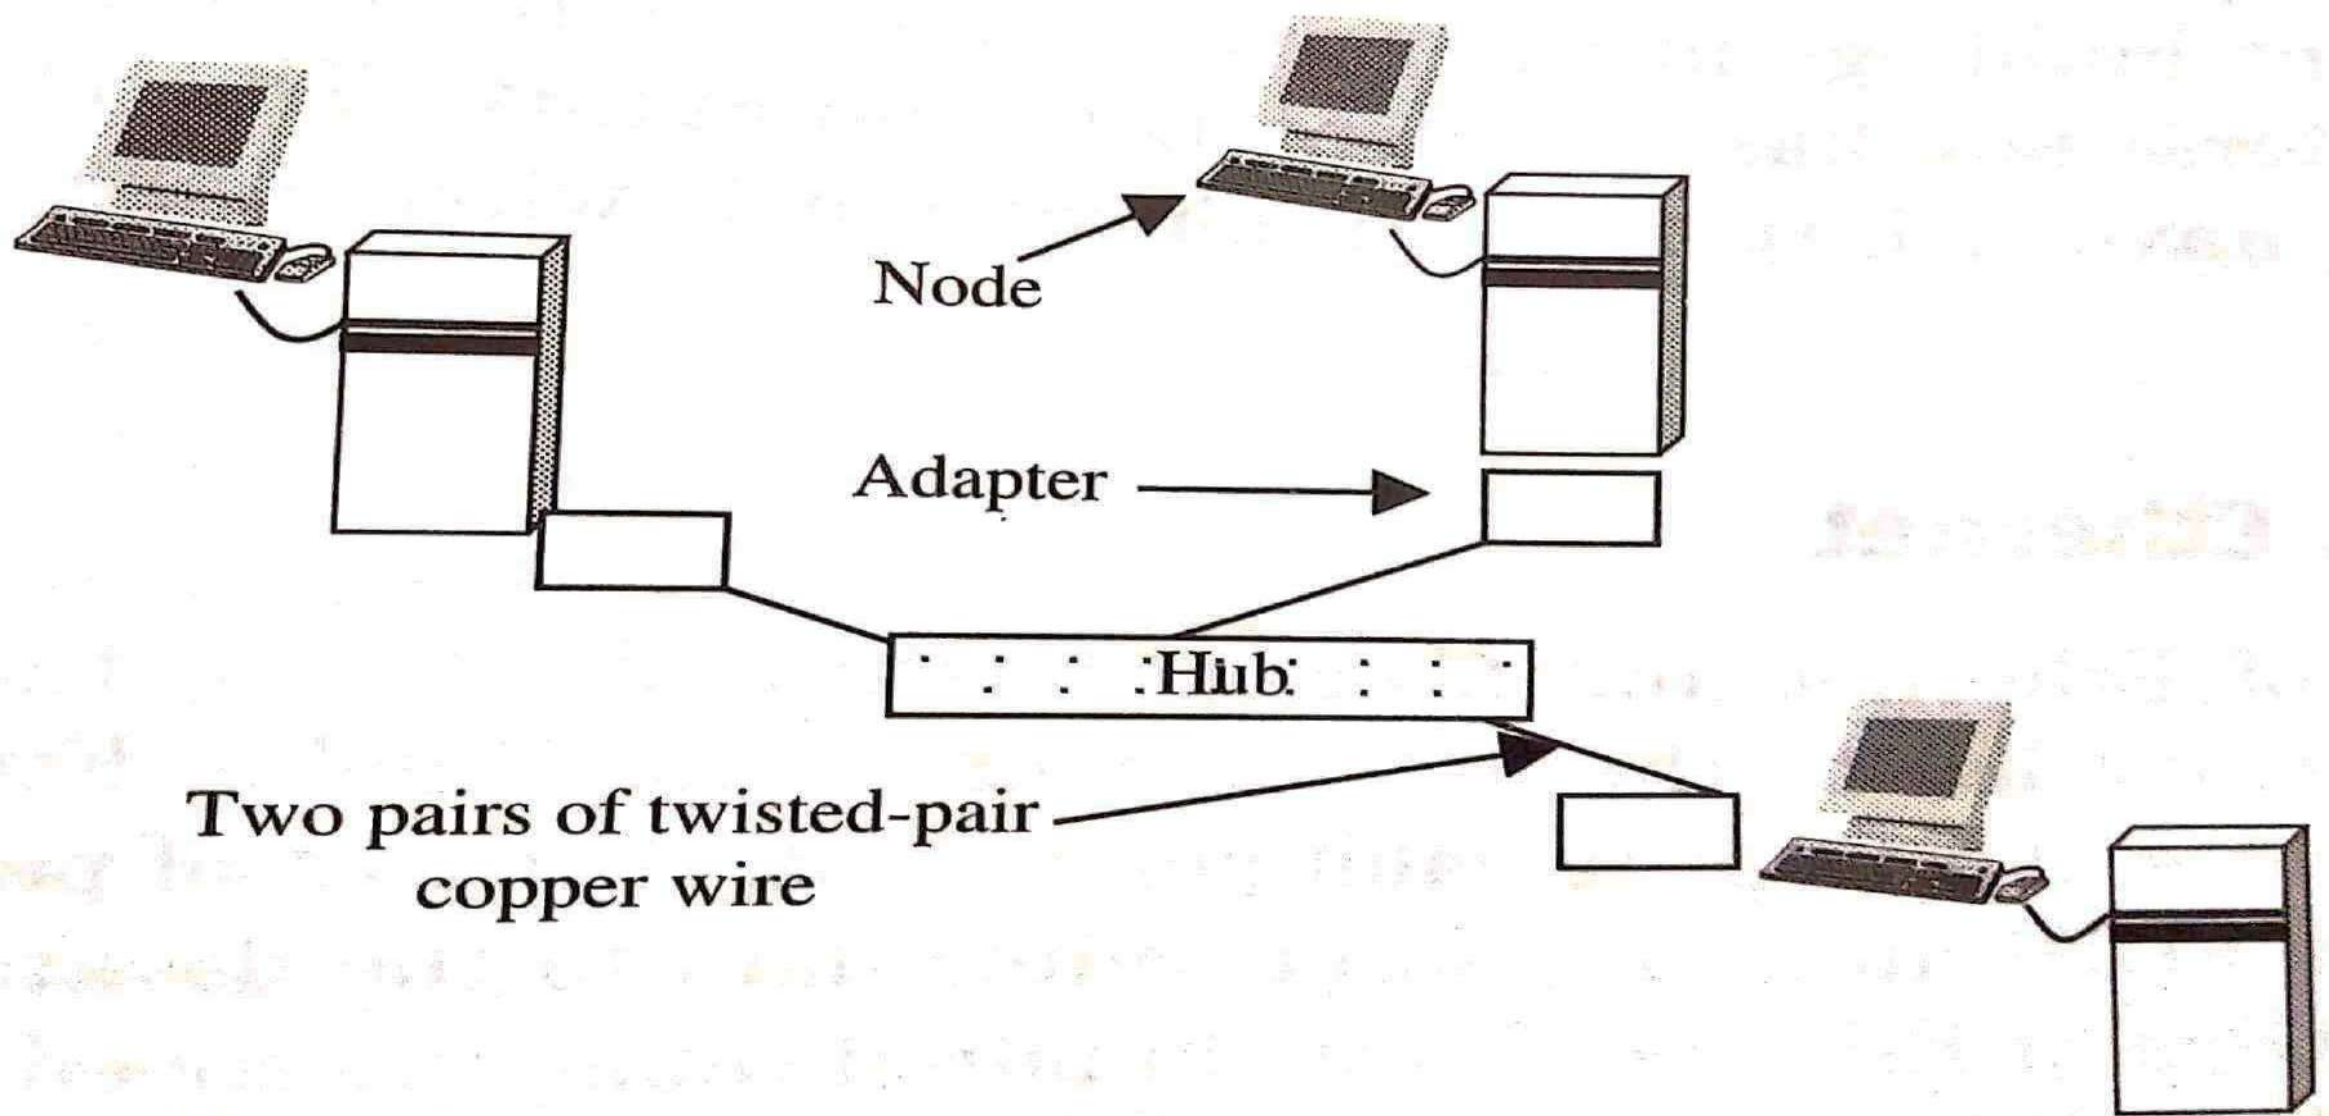 Node
Adapter
Hub
Two pairs of twisted-pair
copper wire